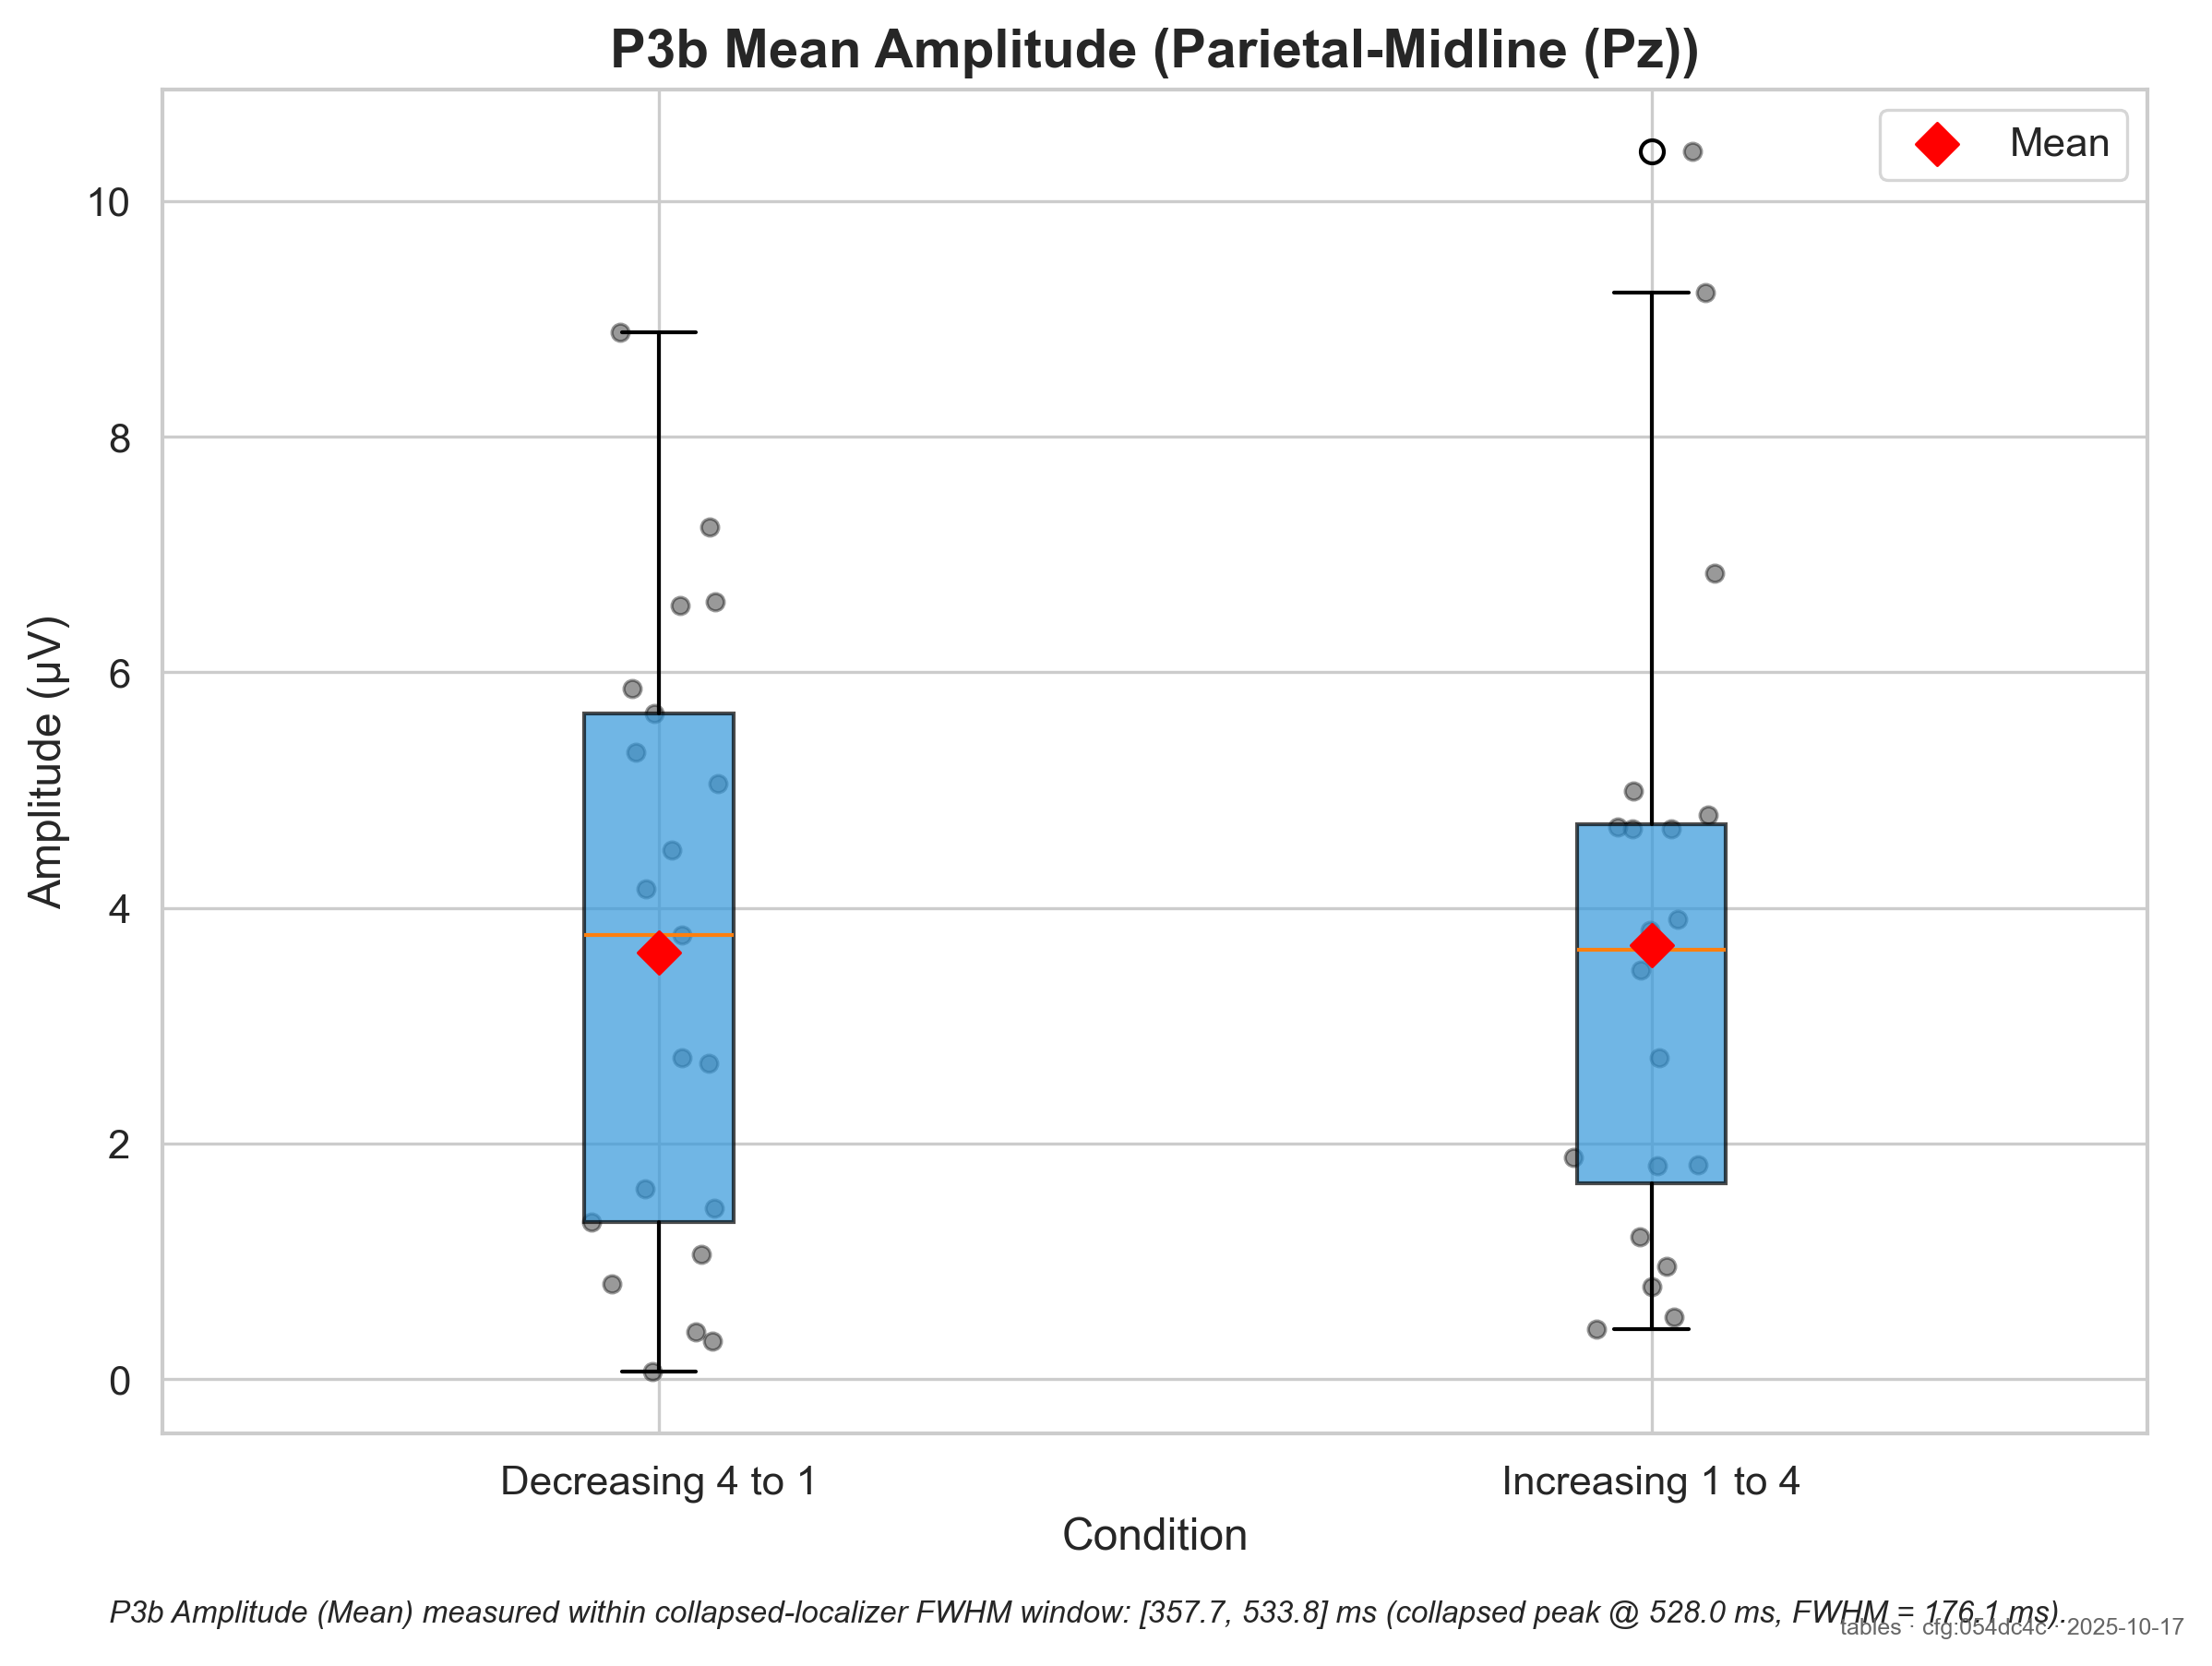 P3b Mean Amplitude (Parietal-Midline (Pz))
Mean
10
8
6
4
2
0
Amplitude (µV)
Decreasing 4 to 1
Increasing 1 to 4
Condition
P3b Amplitude (Mean) measured within collapsed-localizer FWHM window: [357.7, 533.8] ms (collapsed peak @ 528.0 ms, FWHM = 176.1 ms).
tables · cfg:054dc4c · 2025-10-17